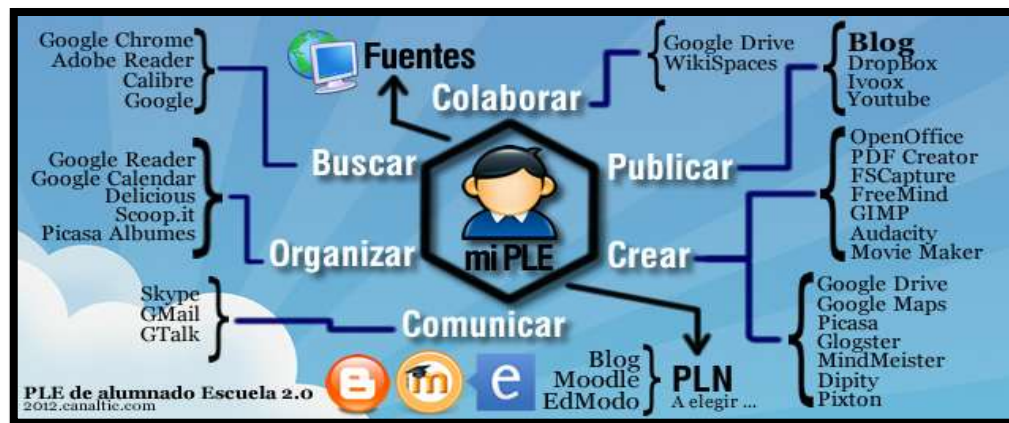 Google Chrome
Adobe Reader
Calibre
Google
Fuentes
Colaborar
Google Drive
WikiSpaces
Blog
DropBox
Ivoox
Youtube
Buscar
Publicar
Google Reader
Google Calendar
Delicious
Scoop.it
Picasa Albumes
Organizar
mi PLE
Crear
OpenOffice
PDF Creator
FSCapture
FreeMind
GIMP
Audacity
Movie Maker
Skype
GMail
GTalk
Comunicar
Google Drive
Google Maps
Picasa
Glogster
MindMeister
Dipity
Pixton
Blog
Moodle
EdModo
PLN
A elegir ...
PLE de alumnado Escuela 2.0
2012.canaltic.com
m
e